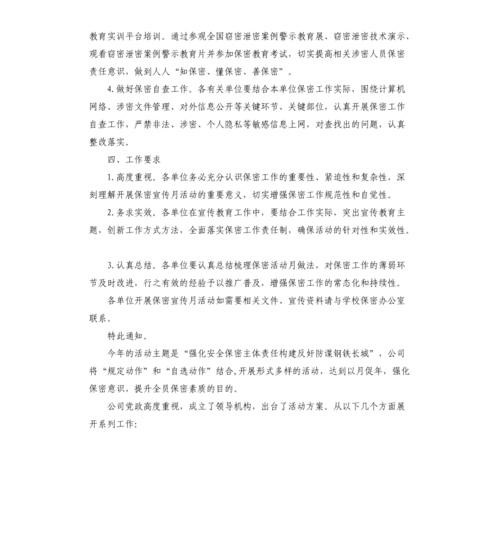 教育实训平台培训。通过参观全国窃密泄密案例警示教育展、窃密泄密技术演示、
观看窃密泄密案例警示教育片并参加保密教育考试，切实提高相关涉密人员保密
责任意识，做到人人“知保密、懂保密、善保密”。
4.做好保密自查工作。各有关单位要结合本单位保密工作实际，围绕计算机
网络、涉密文件管理、对外信息公开等关键环节，关键部位，认真开展保密工作
自查工作，严禁非法、涉密、个人隐私等敏感信息上网，对查找出的问题，认真
整改落实。
四、工作要求
1.高度重视。各单位务必充分认识保密工作的重要性、紧迫性和复杂性，深
刻理解开展保密宣传月活动的重要意义，切实增强保密工作规范性和自觉性。
2.务求实效。各单位在宣传教育工作中，要结合工作实际，突出宣传教育主
题，创新工作方式方法，全面落实保密工作责任制，确保活动的针对性和实效性。
3.认真总结。各单位要认真总结梳理保密活动月做法，对保密工作的薄弱环
节及时改进，行之有效的经验予以推广普及，增强保密工作的常态化和持续性。
各单位开展保密宣传月活动如需要相关文件、宣传资料请与学校保密办公室
联系。
特此通知。
今年的活动主题是“强化安全保密主体责任构建反奸防谍钢铁长城”，公司
将“规定动作”和“自选动作”结合,开展形式多样的活动，达到以月促年，强化
保密意识，提升全员保密素质的目的。
公司党政高度重视，成立了领导机构，出台了活动方案。从以下几个方面展
开系列工作: